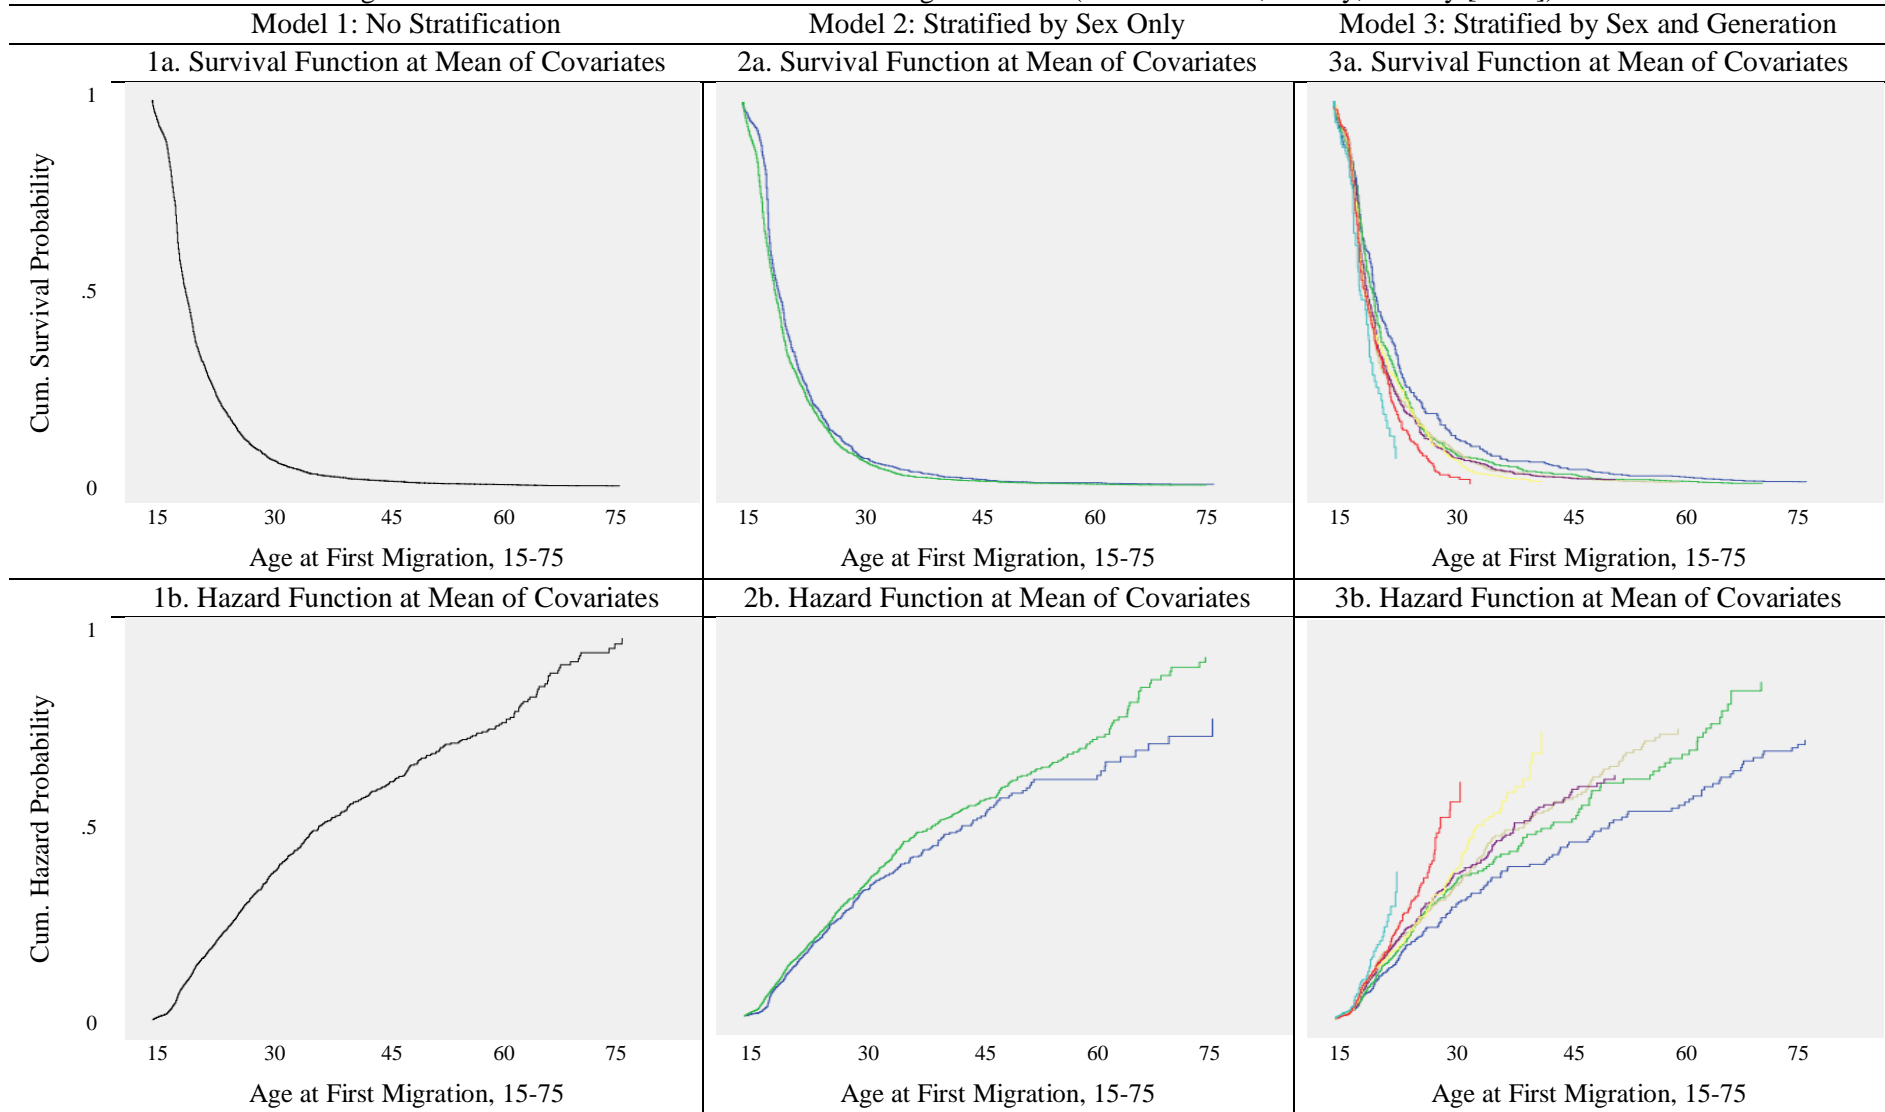 Model 1: No Stratification
Model 2: Stratified by Sex Only
Model 3: Stratified by Sex and Generation
1a. Survival Function at Mean of Covariates
2a. Survival Function at Mean of Covariates
3a. Survival Function at Mean of Covariates
Cum. Survival Probability
1
.5
0
15 30 45 60 75
Age at First Migration, 15-75
15 30 45 60 75
Age at First Migration, 15-75
15 30 45 60 75
Age at First Migration, 15-75
1b. Hazard Function at Mean of Covariates
2b. Hazard Function at Mean of Covariates
3b. Hazard Function at Mean of Covariates
Cum. Hazard Probability
1
.5
0
15 30 45 60 75
Age at First Migration, 15-75
15 30 45 60 75
Age at First Migration, 15-75
15 30 45 60 75
Age at First Migration, 15-75